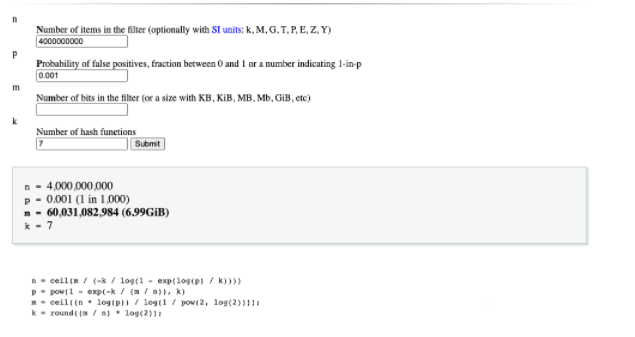 n
Number of items in the filter (optionally with SI units: k, M, G, T, P, E, Z, Y)
4000000000
p
Probability of false positives, fraction between 0 and 1 or a number indicating 1-in-p
0.001
m
Number of bits in the filter (or a size with KB, KiB, MB, Mb, GiB, etc)
k
Number of hash functions
7 Submit
n = 4,000,000,000
p = 0.001 (1 in 1,000)
m = 60,031,082,984 (6.99GiB)
k = 7
n = ceil(m / (-k / log(1 - exp(log(p) / k))))
p = pow(1 - exp(-k / (m / n)), k)
m = ceil((n * log(p)) / log(1 / pow(2, log(2))));
k = round((m / n) * log(2));